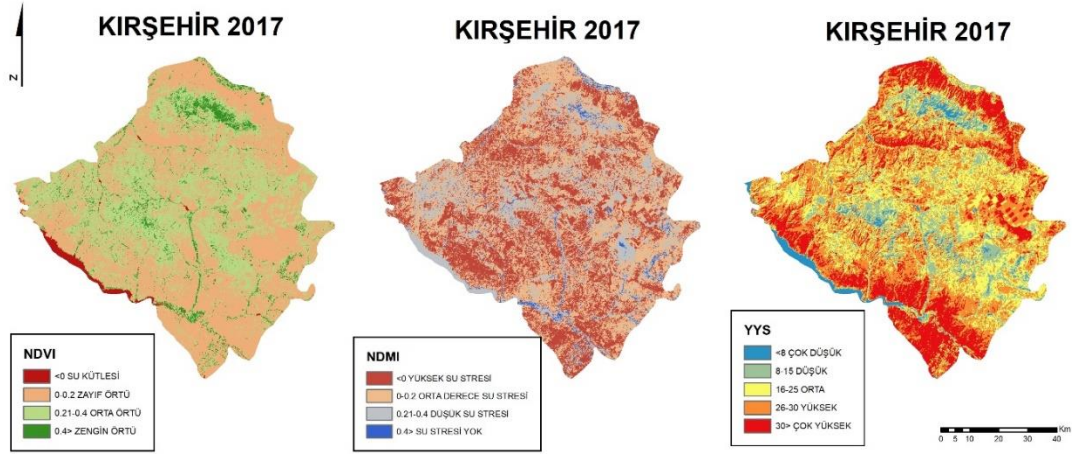 KIRŞEHİR 2017
KIRŞEHİR 2017
KIRŞEHİR 2017
Z
NDVI
<0 SU KÜTLESİ
0-0.2 ZAYIF ÖRTÜ
0.21-0.4 ORTA ÖRTÜ
0.4> ZENGİN ÖRTÜ
NDMI
<0 YÜKSEK SU STRESİ
0-0.2 ORTA DERECE SU STRESİ
0.21-0.4 DÜŞÜK SU STRESİ
0.4> SU STRESİ YOK
YYS
<8 ÇOK DÜŞÜK
8-15 DÜŞÜK
16-25 ORTA
26-30 YÜKSEK
30> ÇOK YÜKSEK
Km
0 5 10 20 30 40